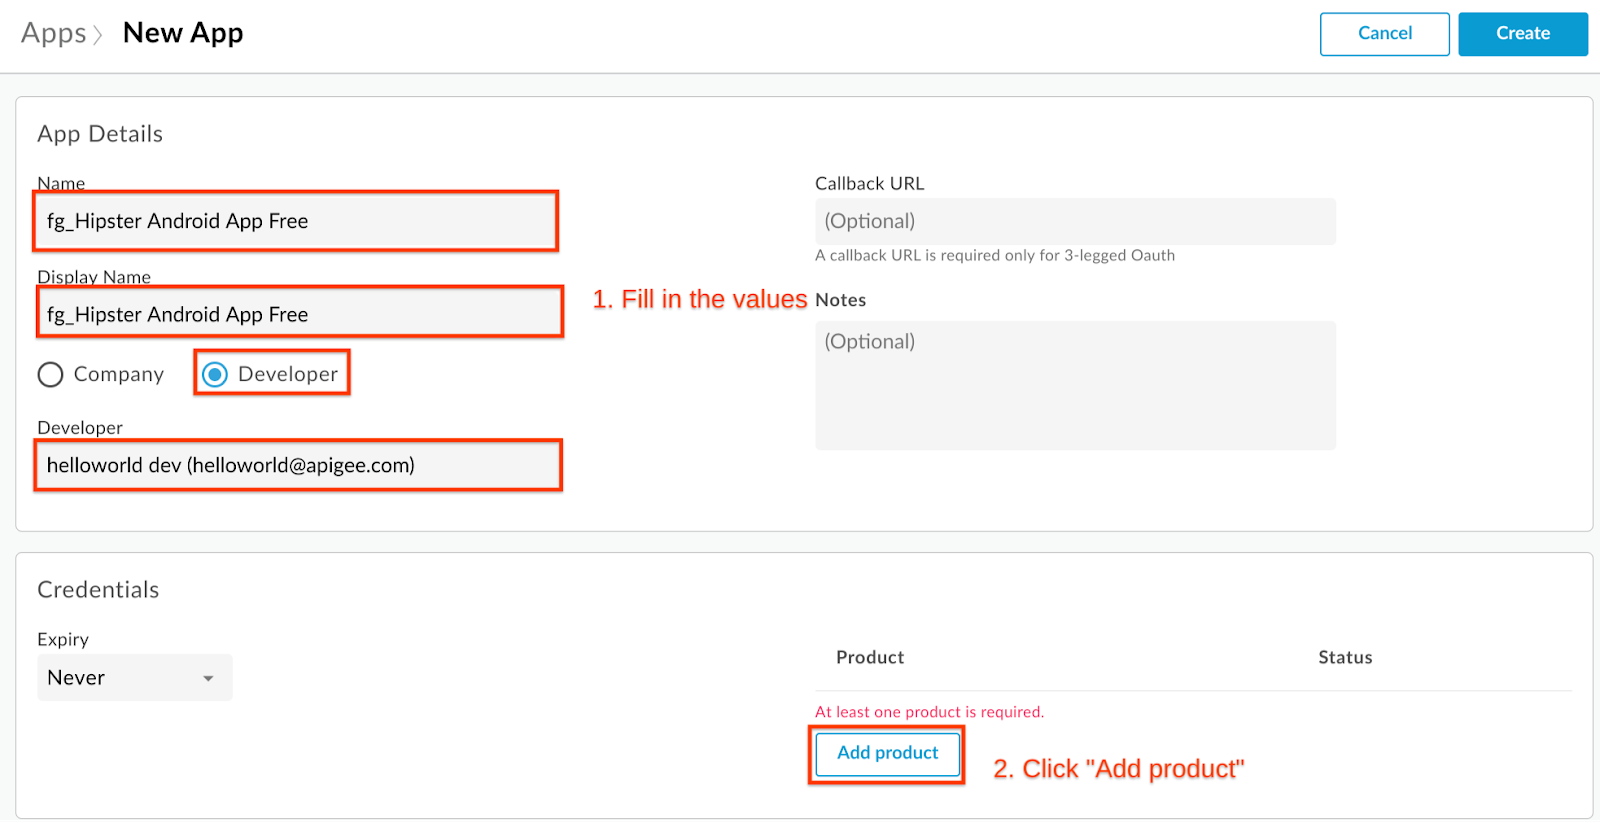 Apps > New App
Cancel
Create
App Details
Name
fg_Hipster Android App Free
Display Name
fg_Hipster Android App Free
Company
Developer
Developer
helloworld dev (helloworld@apigee.com)
1. Fill in the values
Callback URL
(Optional)
A callback URL is required only for 3-legged Oauth
Notes
(Optional)
Credentials
Expiry
Never
Product
Status
At least one product is required.
Add product
2. Click "Add product"